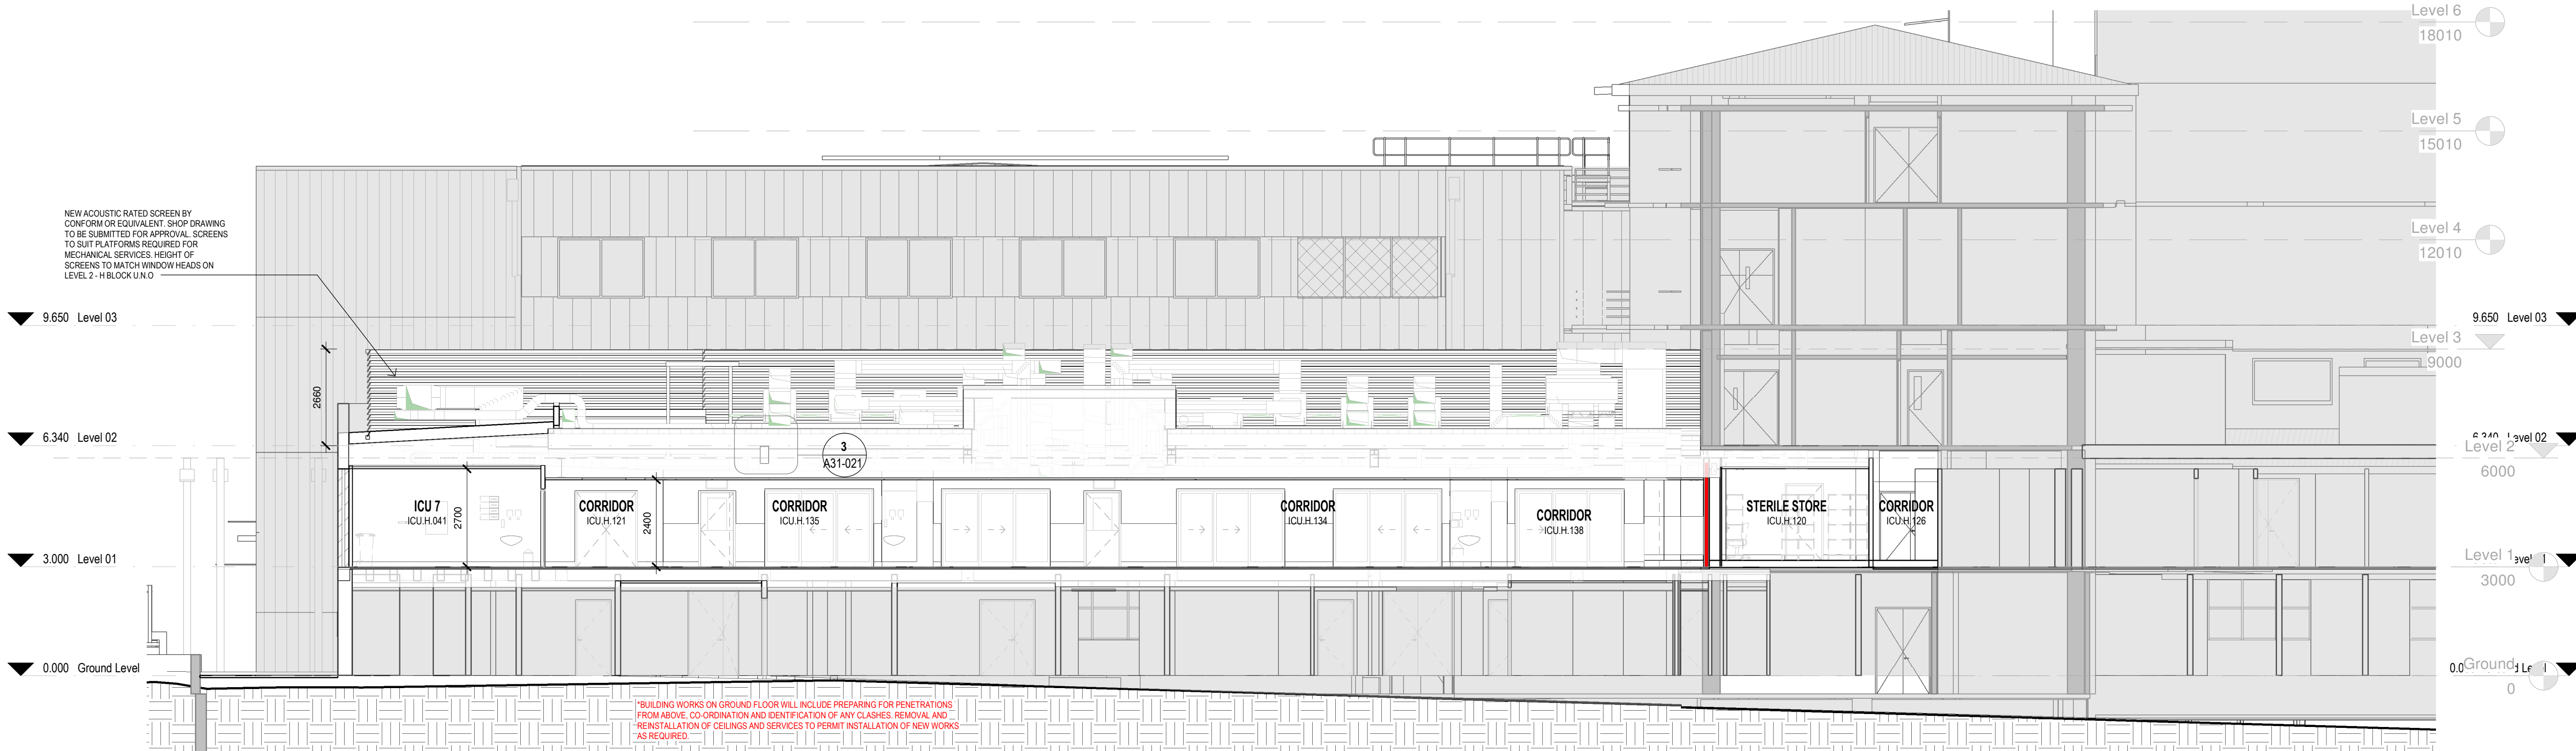 Level 6
18010
Level 5
15010
Level 4
12010
NEW ACOUSTIC RATED SCREEN BY
CONFORM OR EQUIVALENT. SHOP DRAWING
TO BE SUBMITTED FOR APPROVAL. SCREENS
TO SUIT PLATFORMS REQUIRED FOR
MECHANICAL SERVICES. HEIGHT OF
SCREENS TO MATCH WINDOW HEADS ON
LEVEL 2 - H BLOCK U.N.O
9.650 Level 03
9.650 Level 03
Level 3
9000
2660
6.340 Level 02
Level 02
Level 2
6000
3
A31-021
ICU 7
ICU.H.041
2700
CORRIDOR
ICU.H.121
2400
CORRIDOR
ICU.H.135
CORRIDOR
ICU.H.134
CORRIDOR
ICU.H.138
STERILE STORE
ICU.H.120
CORRIDOR
ICU.H.126
3.000 Level 01
Level 1
3000
0.000 Ground Level
Ground
0
*BUILDING WORKS ON GROUND FLOOR WILL INCLUDE PREPARING FOR PENETRATIONS
FROM ABOVE, CO-ORDINATION AND IDENTIFICATION OF ANY CLASHES. REMOVAL AND
REINSTALLATION OF CEILINGS AND SERVICES TO PERMIT INSTALLATION OF NEW WORKS
AS REQUIRED.